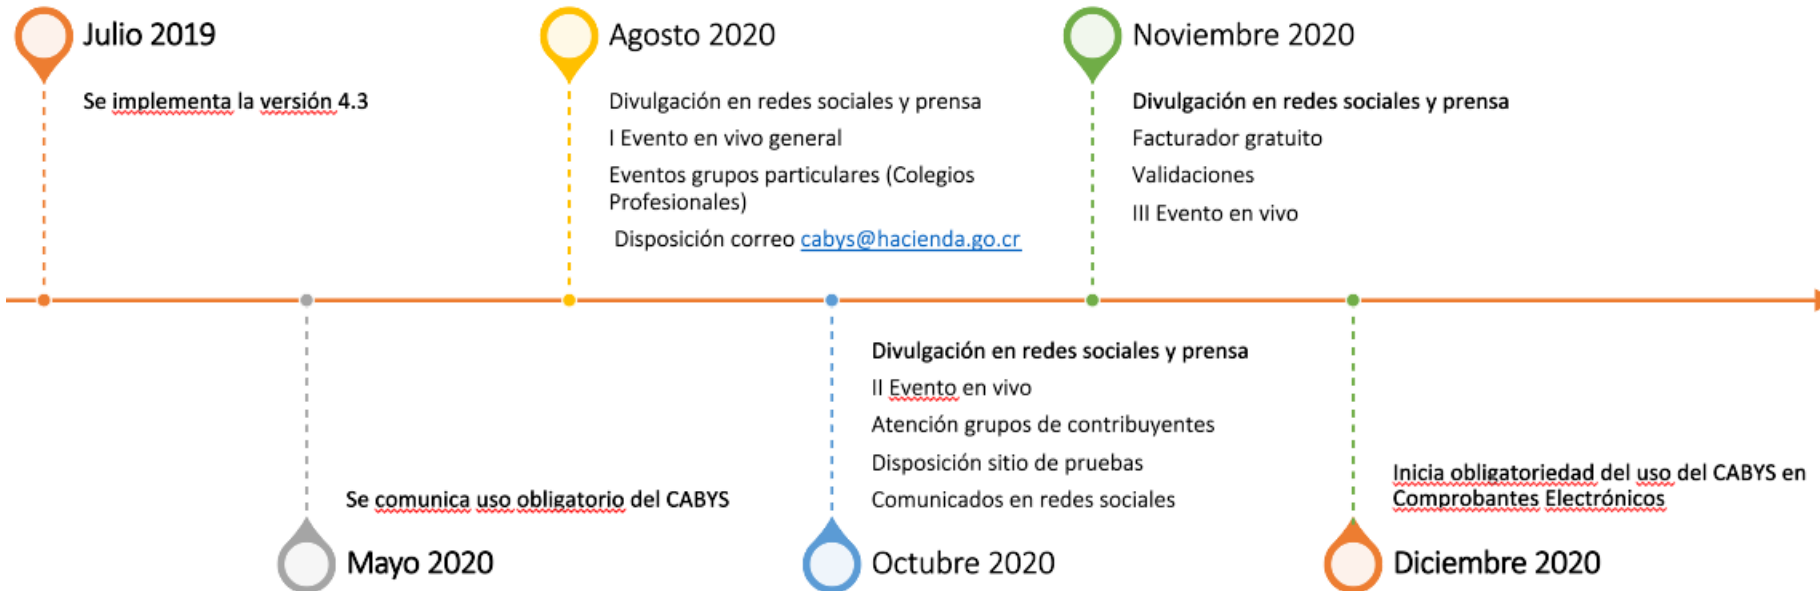 Julio 2019
Se implementa la versión 4.3
Agosto 2020
Divulgación en redes sociales y prensa
I Evento en vivo general
Eventos grupos particulares (Colegios
Profesionales)
Disposición correo cabys@hacienda.go.cr
Noviembre 2020
Divulgación en redes sociales y prensa
Facturador gratuito
Validaciones
III Evento en vivo
Se comunica uso obligatorio del CABYS
Mayo 2020
Divulgación en redes sociales y prensa
II Evento en vivo
Atención grupos de contribuyentes
Disposición sitio de pruebas
Comunicados en redes sociales
Octubre 2020
Inicia obligatoriedad del uso del CABYS en
Comprobantes Electrónicos
Diciembre 2020